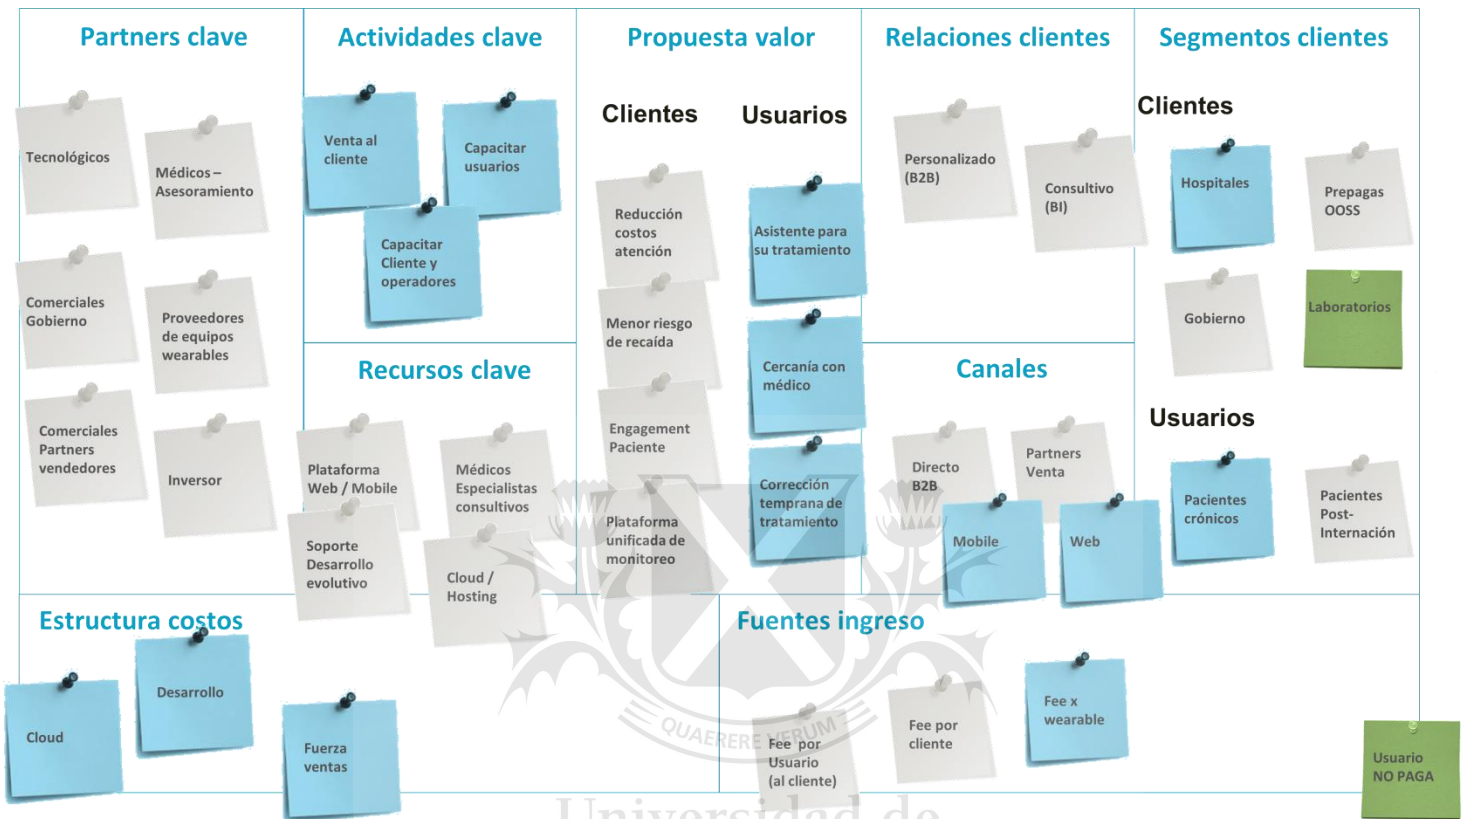 Partners clave
Tecnológicos
Médicos –
Asesoramiento
Comerciales
Gobierno
Proveedores
de equipos
wearables
Comerciales
Partners
vendedores
Inversor
Actividades clave
Venta al
cliente
Capacitar
usuarios
Capacitar
Cliente y
operadores
Recursos clave
Plataforma
Web / Mobile
Médicos
Especialistas
consultivos
Soporte
Desarrollo
evolutivo
Cloud /
Hosting
Propuesta valor
Clientes
Reducción
costos
atención
Menor riesgo
de recaída
Engagement
Paciente
Plataforma
unificada de
monitoreo
Usuarios
Asistente para
su tratamiento
Cercanía con
médico
Corrección
temprana de
tratamiento
Relaciones clientes
Personalizado
(B2B)
Consultivo
(BI)
Canales
Directo
B2B
Partners
Venta
Mobile
Web
Segmentos clientes
Clientes
Hospitales
Prepagas
OOSS
Gobierno
Laboratorios
Usuarios
Pacientes
crónicos
Pacientes
Post-
Internación
Estructura costos
Cloud
Desarrollo
Fuerza
ventas
Fuentes ingreso
Fee por
Usuario
(al cliente)
Fee por
cliente
Fee x
wearable
Usuario
NO PAGA
QUAERERE VERUM
Universidad de